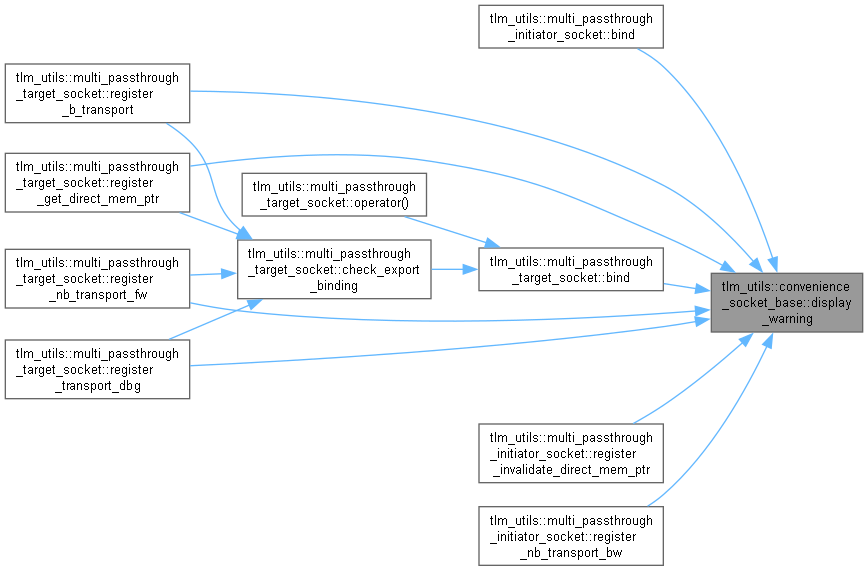 tlm_utils::multi_passthrough
_initiator_socket::bind
tlm_utils::multi_passthrough
_target_socket::register
_b_transport
tlm_utils::multi_passthrough
_target_socket::register
_get_direct_mem_ptr
tlm_utils::multi_passthrough
_target_socket::operator()
tlm_utils::multi_passthrough
_target_socket::register
_nb_transport_fw
tlm_utils::multi_passthrough
_target_socket::check_export
_binding
tlm_utils::multi_passthrough
_target_socket::bind
tlm_utils::convenience
_socket_base::display
_warning
tlm_utils::multi_passthrough
_target_socket::register
_transport_dbg
tlm_utils::multi_passthrough
_initiator_socket::register
_invalidate_direct_mem_ptr
tlm_utils::multi_passthrough
_initiator_socket::register
_nb_transport_bw